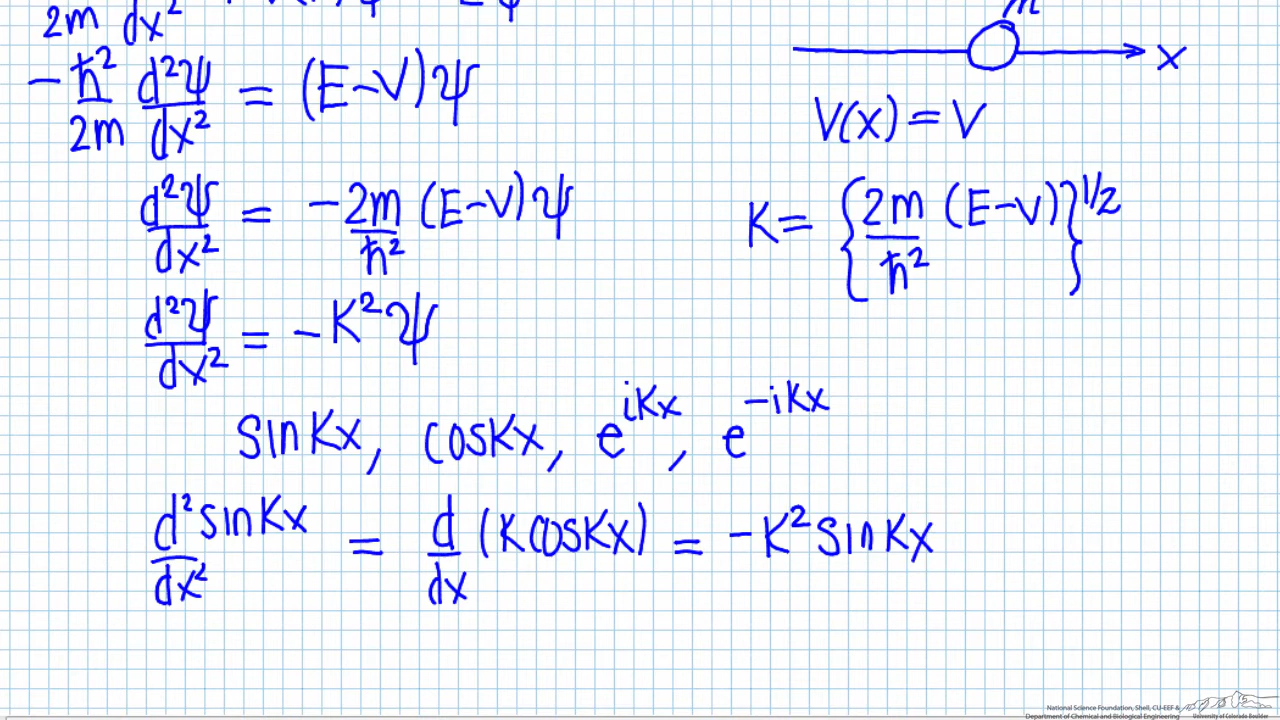 2m dx²
m
-ħ²/2m d²ψ/dx² = (E-V)ψ
x
V(x) = V
d²ψ/dx² = -2m/ħ² (E-V)ψ
K = {2m/ħ² (E-V)}^1/2
d²ψ/dx² = -K²ψ
sinKx, cosKx, e^iKx, e^-iKx
d²sinKx/dx² = d/dx (KcosKx) = -K²sinKx
National Science Foundation, Shell, CU-EEF &
Department of Chemical and Biological Engineering
University of Colorado Boulder